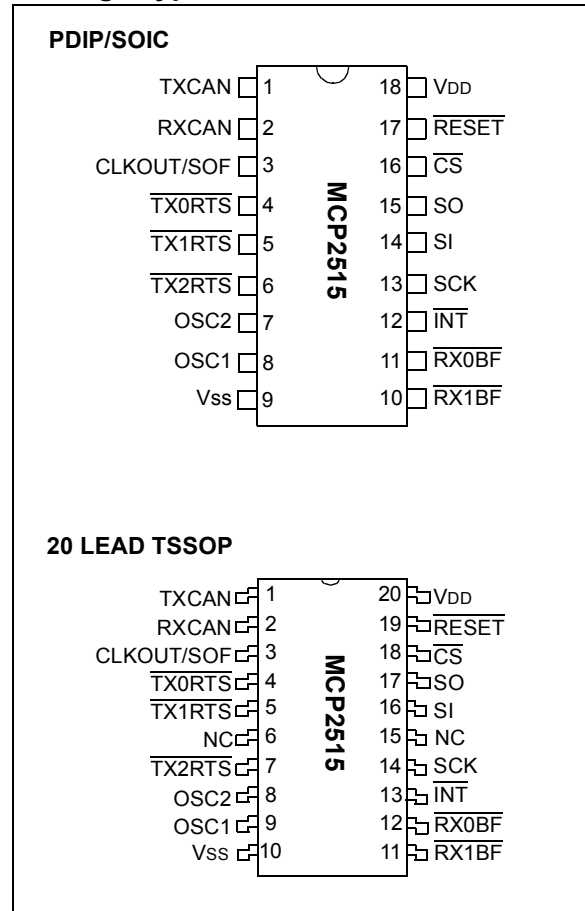 PDIP/SOIC
TXCAN 1 18 VDD
RXCAN 2 17 RESET
CLKOUT/SOF 3 16 CS
TX0RTS 4 15 SO
TX1RTS 5 14 SI
TX2RTS 6 13 SCK
OSC2 7 12 INT
OSC1 8 11 RX0BF
Vss 9 10 RX1BF
MCP2515
20 LEAD TSSOP
TXCAN 1 20 VDD
RXCAN 2 19 RESET
CLKOUT/SOF 3 18 CS
TX0RTS 4 17 SO
TX1RTS 5 16 SI
NC 6 15 NC
TX2RTS 7 14 SCK
OSC2 8 13 INT
OSC1 9 12 RX0BF
Vss 10 11 RX1BF
MCP2515